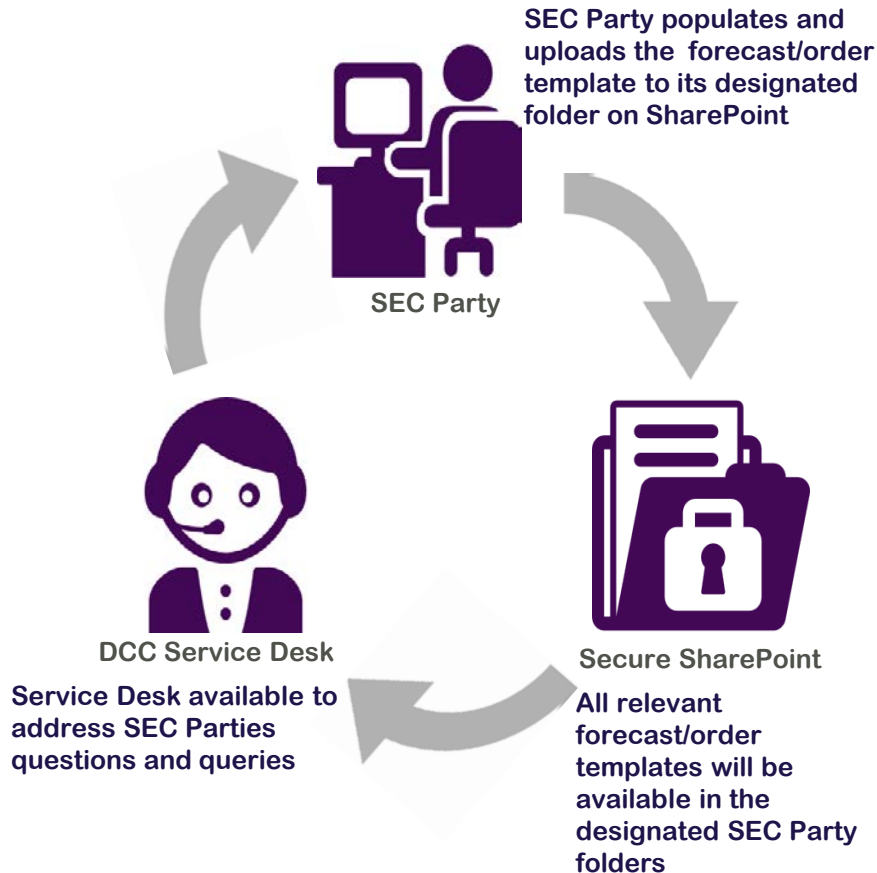 SEC Party populates and
uploads the forecast/order
template to its designated
folder on SharePoint
SEC Party
DCC Service Desk
Service Desk available to
address SEC Parties
questions and queries
Secure SharePoint
All relevant
forecast/order
templates will be
available in the
designated SEC Party
folders